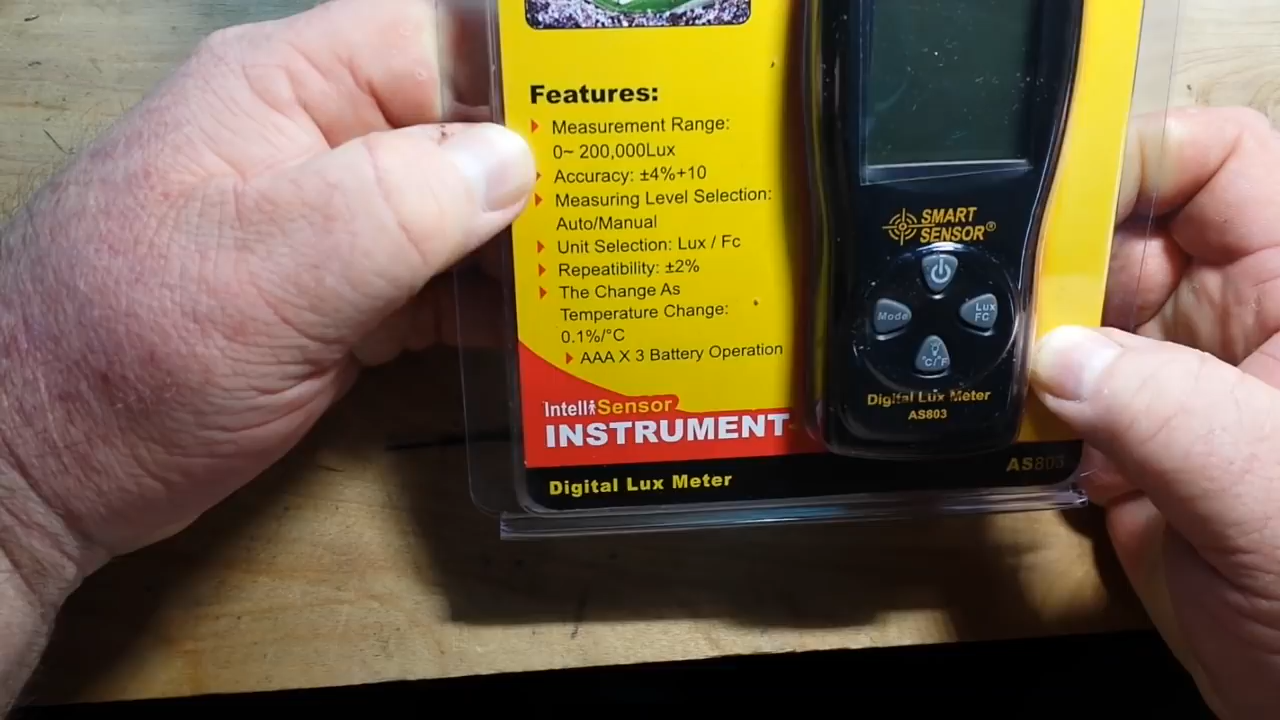 Features:
Measurement Range:
0~ 200,000Lux
Accuracy: ±4%+10
Measuring Level Selection:
Auto/Manual
Unit Selection: Lux / Fc
Repeatibility: ±2%
The Change As
Temperature Change:
0.1%/°C
AAA X 3 Battery Operation
IntelliSensor
INSTRUMENT
Digital Lux Meter
SMART
SENSOR®
Mode
Lux
FC
°C/°F
Digital Lux Meter
AS803
AS803